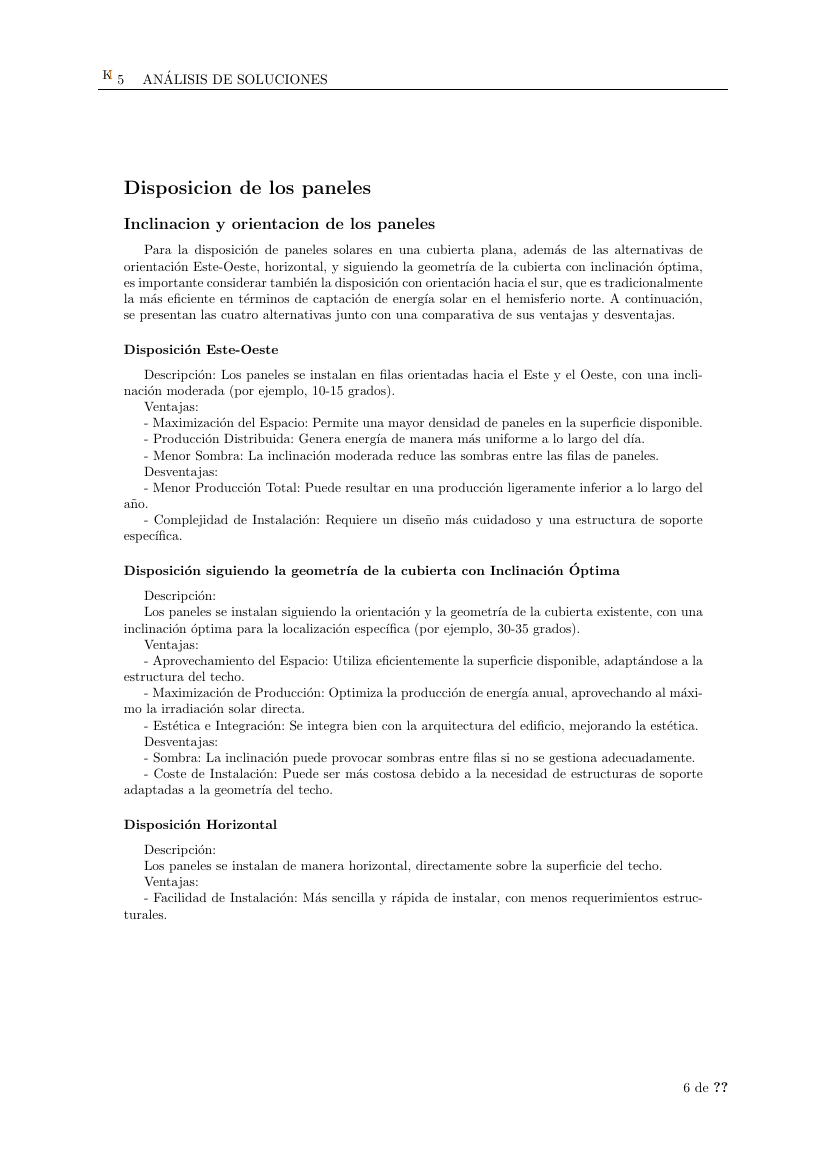 K 5 ANÁLISIS DE SOLUCIONES
Disposicion de los paneles
Inclinacion y orientacion de los paneles
Para la disposición de paneles solares en una cubierta plana, además de las alternativas de
orientación Este-Oeste, horizontal, y siguiendo la geometría de la cubierta con inclinación óptima,
es importante considerar también la disposición con orientación hacia el sur, que es tradicionalmente
la más eficiente en términos de captación de energía solar en el hemisferio norte. A continuación,
se presentan las cuatro alternativas junto con una comparativa de sus ventajas y desventajas.
Disposición Este-Oeste
Descripción: Los paneles se instalan en filas orientadas hacia el Este y el Oeste, con una incli-
nación moderada (por ejemplo, 10-15 grados).
Ventajas:
- Maximización del Espacio: Permite una mayor densidad de paneles en la superficie disponible.
- Producción Distribuida: Genera energía de manera más uniforme a lo largo del día.
- Menor Sombra: La inclinación moderada reduce las sombras entre las filas de paneles.
Desventajas:
- Menor Producción Total: Puede resultar en una producción ligeramente inferior a lo largo del
año.
- Complejidad de Instalación: Requiere un diseño más cuidadoso y una estructura de soporte
específica.
Disposición siguiendo la geometría de la cubierta con Inclinación Óptima
Descripción:
Los paneles se instalan siguiendo la orientación y la geometría de la cubierta existente, con una
inclinación óptima para la localización específica (por ejemplo, 30-35 grados).
Ventajas:
- Aprovechamiento del Espacio: Utiliza eficientemente la superficie disponible, adaptándose a la
estructura del techo.
- Maximización de Producción: Optimiza la producción de energía anual, aprovechando al máxi-
mo la irradiación solar directa.
- Estética e Integración: Se integra bien con la arquitectura del edificio, mejorando la estética.
Desventajas:
- Sombra: La inclinación puede provocar sombras entre filas si no se gestiona adecuadamente.
- Coste de Instalación: Puede ser más costosa debido a la necesidad de estructuras de soporte
adaptadas a la geometría del techo.
Disposición Horizontal
Descripción:
Los paneles se instalan de manera horizontal, directamente sobre la superficie del techo.
Ventajas:
- Facilidad de Instalación: Más sencilla y rápida de instalar, con menos requerimientos estruc-
turales.
6 de ??